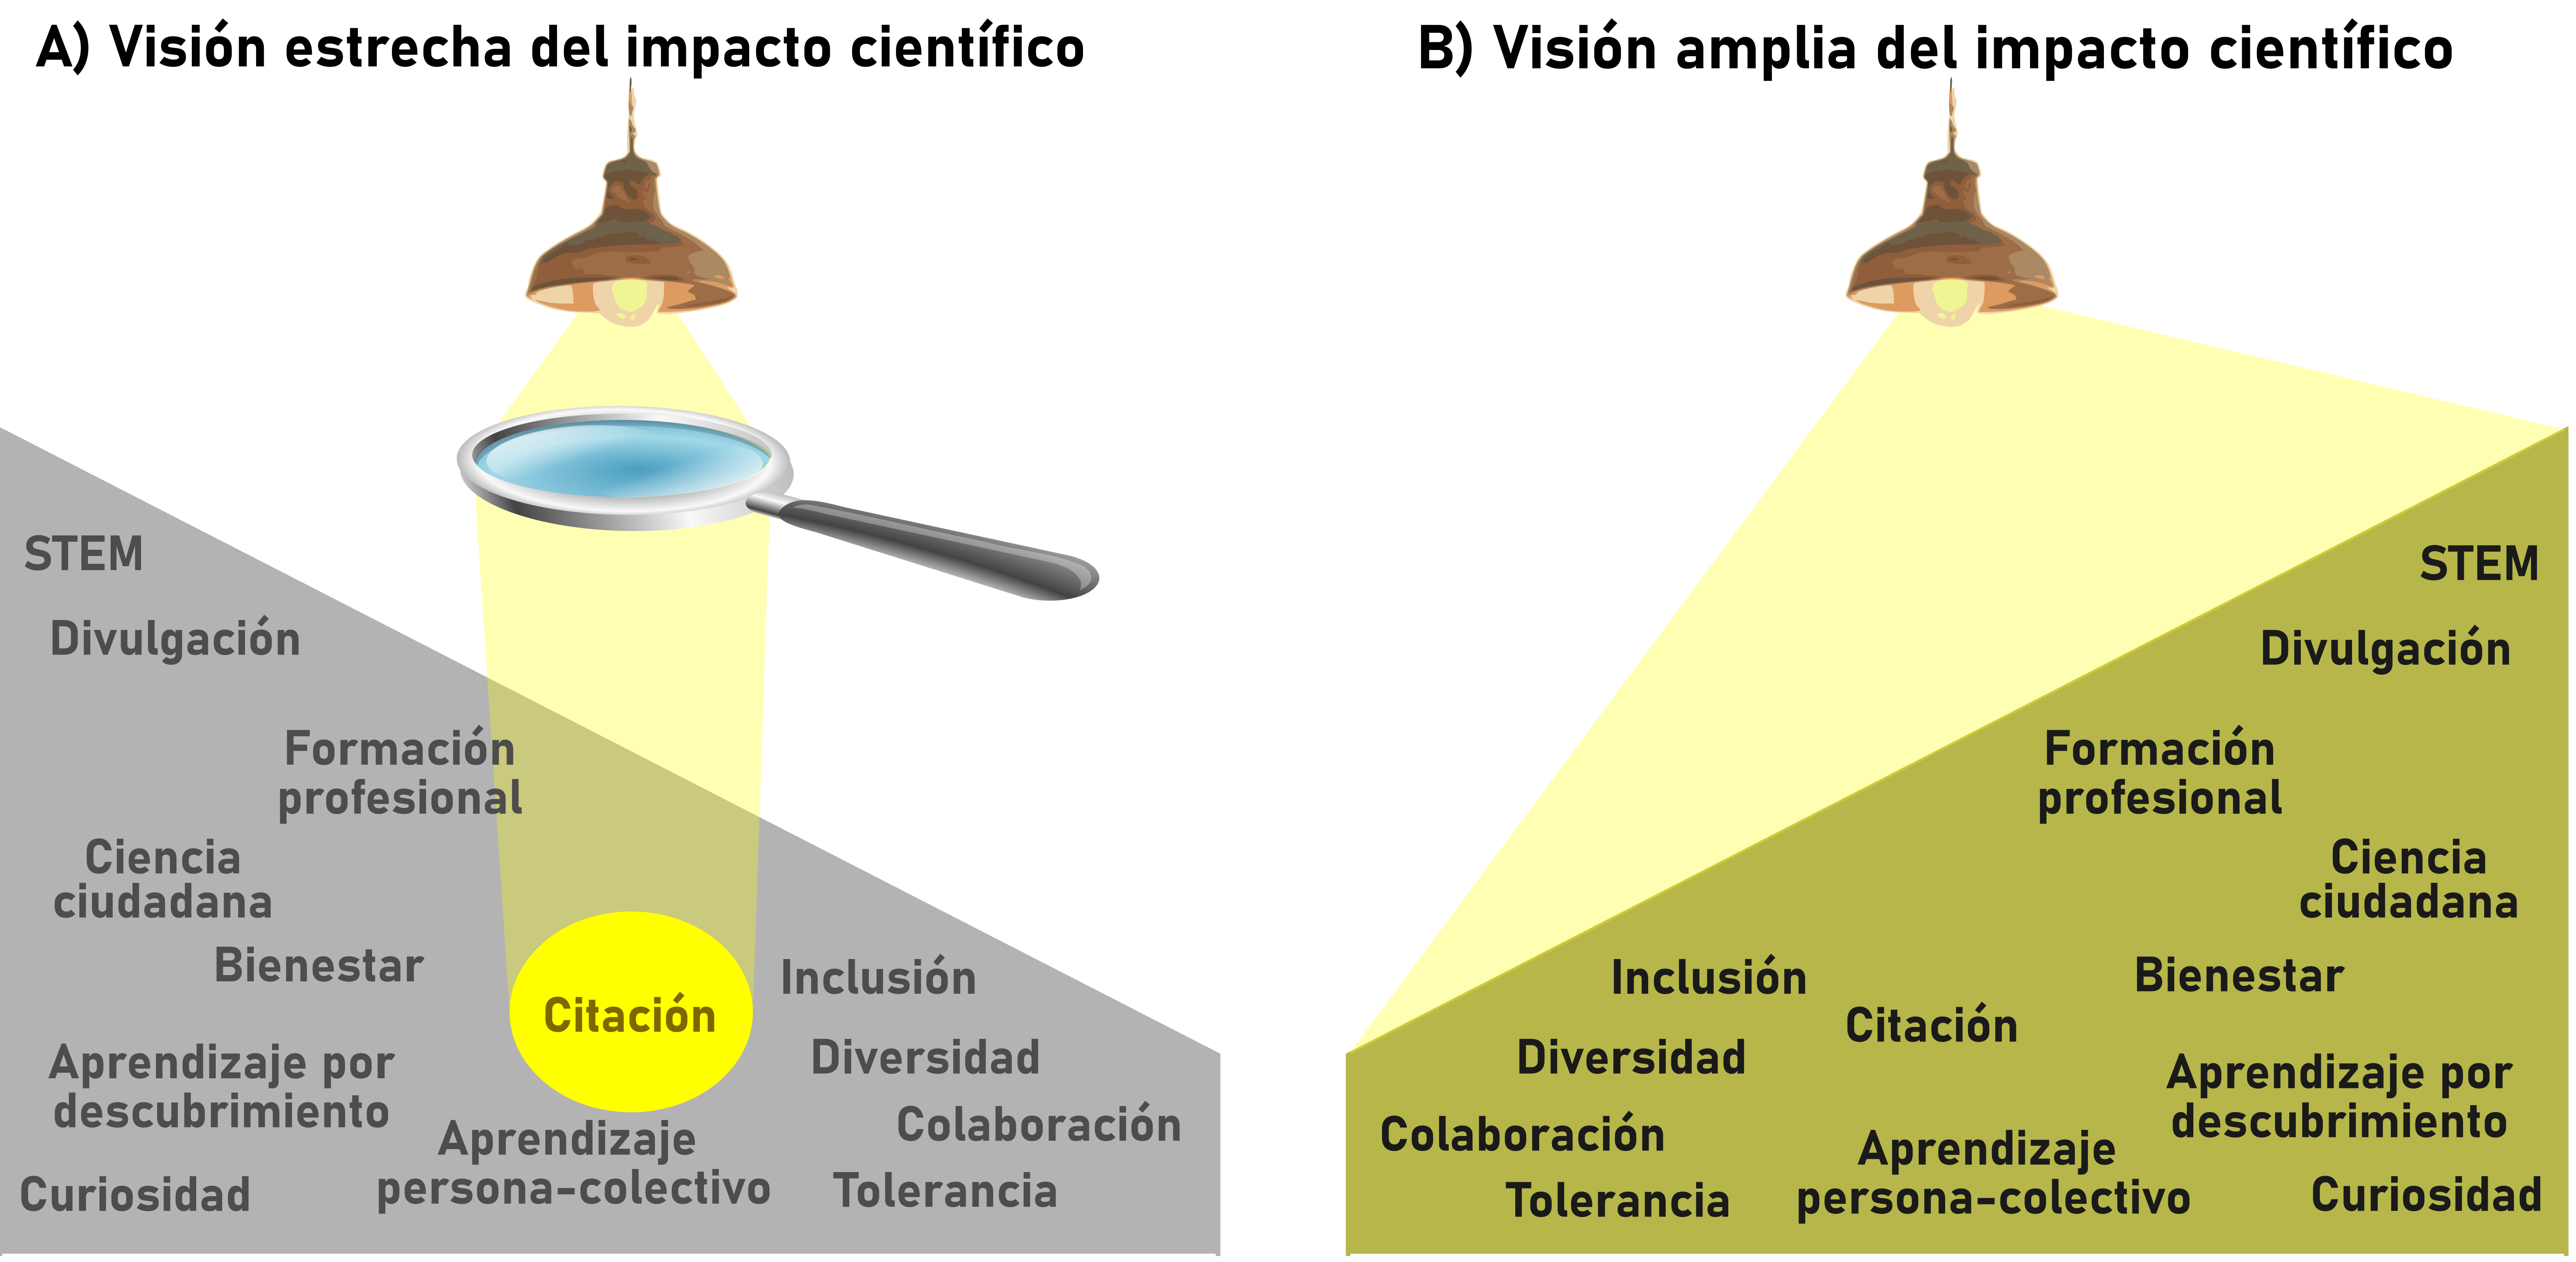 A) Visión estrecha del impacto científico
STEM
Divulgación
Formación
profesional
Ciencia
ciudadana
Bienestar
Citación
Inclusión
Aprendizaje por
descubrimiento
Diversidad
Colaboración
Aprendizaje
persona-colectivo
Curiosidad
Tolerancia
B) Visión amplia del impacto científico
STEM
Divulgación
Formación
profesional
Ciencia
ciudadana
Inclusión
Bienestar
Citación
Diversidad
Aprendizaje por
descubrimiento
Colaboración
Aprendizaje
persona-colectivo
Tolerancia
Curiosidad